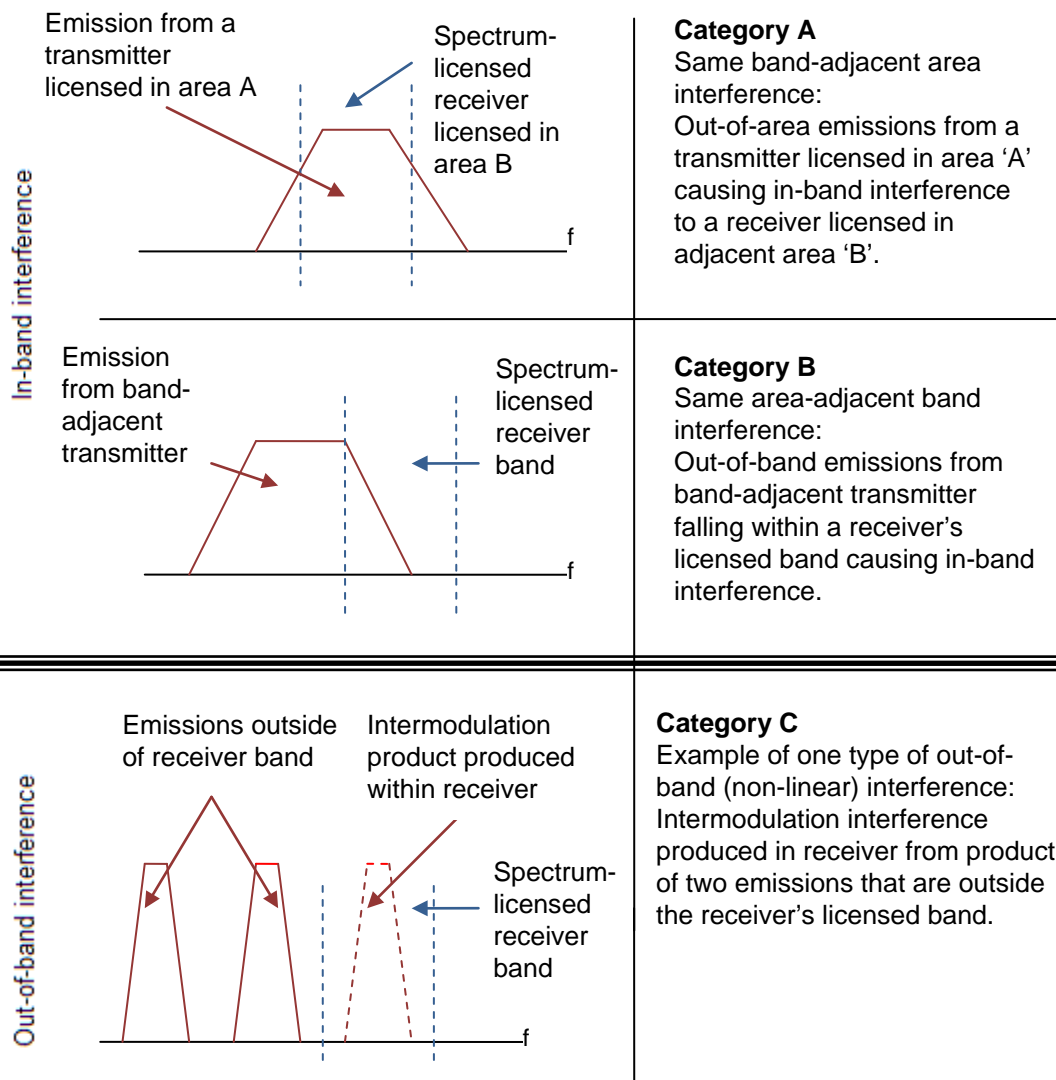 In-band interference
Emission from a
transmitter
licensed in area A
Spectrum-
licensed
receiver
licensed in
area B
f
Category A
Same band-adjacent area
interference:
Out-of-area emissions from a
transmitter licensed in area ‘A’
causing in-band interference
to a receiver licensed in
adjacent area ‘B’.
Emission
from band-
adjacent
transmitter
Spectrum-
licensed
receiver
band
f
Category B
Same area-adjacent band
interference:
Out-of-band emissions from
band-adjacent transmitter
falling within a receiver’s
licensed band causing in-band
interference.
Out-of-band interference
Emissions outside
of receiver band
Intermodulation
product produced
within receiver
Spectrum-
licensed
receiver
band
f
Category C
Example of one type of out-of-
band (non-linear) interference:
Intermodulation interference
produced in receiver from product
of two emissions that are outside
the receiver’s licensed band.